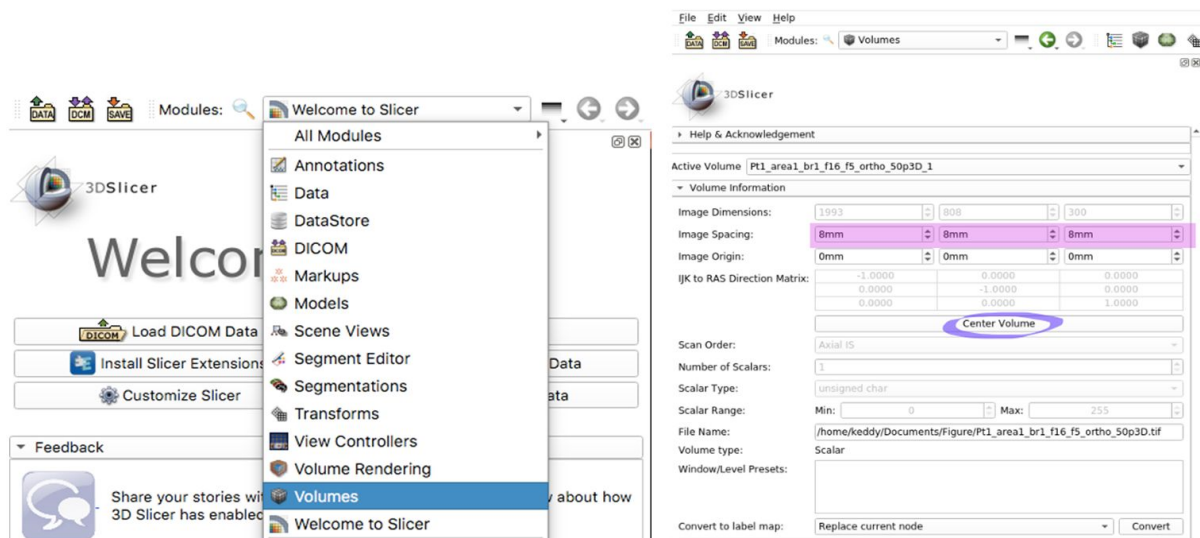 DATA DCM SAVE Modules: Welcome to Slicer
All Modules
Annotations
3DSlicer
Data
DataStore
Welcor
DICOM
Markups
Models
DICOM Load DICOM Data
Scene Views
Install Slicer Extensions
Segment Editor
Data
Segmentations
Customize Slicer
ata
Transforms
View Controllers
Feedback
Volume Rendering
Share your stories wi
Volumes
v about how
3D Slicer has enabled
Welcome to Slicer
File Edit View Help
DATA DCM SAVE Modules: Volumes
3DSlicer
Help & Acknowledgement
Active Volume Pt1_area1_br1_f16_f5_ortho_50p3D_1
Volume Information
Image Dimensions: 1993 808 300
Image Spacing: 8mm 8mm 8mm
Image Origin: 0mm 0mm 0mm
IJK to RAS Direction Matrix: -1.0000 0.0000 0.0000
0.0000 -1.0000 0.0000
0.0000 0.0000 1.0000
Center Volume
Scan Order: Axial IS
Number of Scalars: 1
Scalar Type: unsigned char
Scalar Range: Min: 0 Max: 255
File Name: /home/keddy/Documents/Figure/Pt1_area1_br1_f16_f5_ortho_50p3D.tif
Volume type: Scalar
Window/Level Presets:
Convert to label map: Replace current node Convert